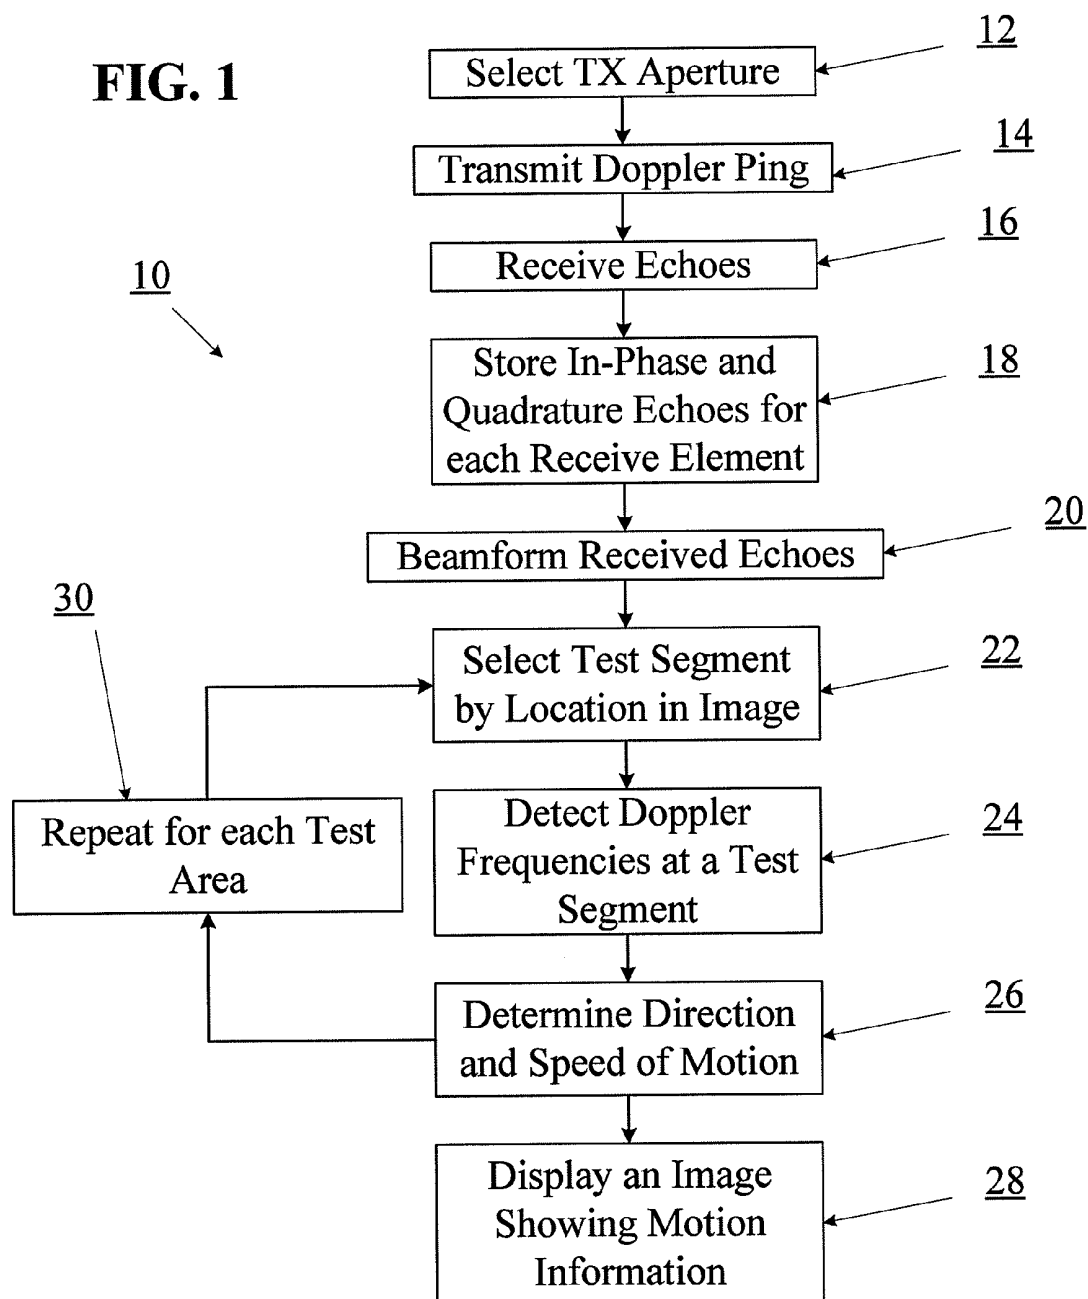 FIG. 1
12
Select TX Aperture
14
Transmit Doppler Ping
16
Receive Echoes
10
18
Store In-Phase and
Quadrature Echoes for
each Receive Element
20
Beamform Received Echoes
30
22
Select Test Segment
by Location in Image
24
Detect Doppler
Frequencies at a Test
Segment
Repeat for each Test
Area
26
Determine Direction
and Speed of Motion
28
Display an Image
Showing Motion
Information